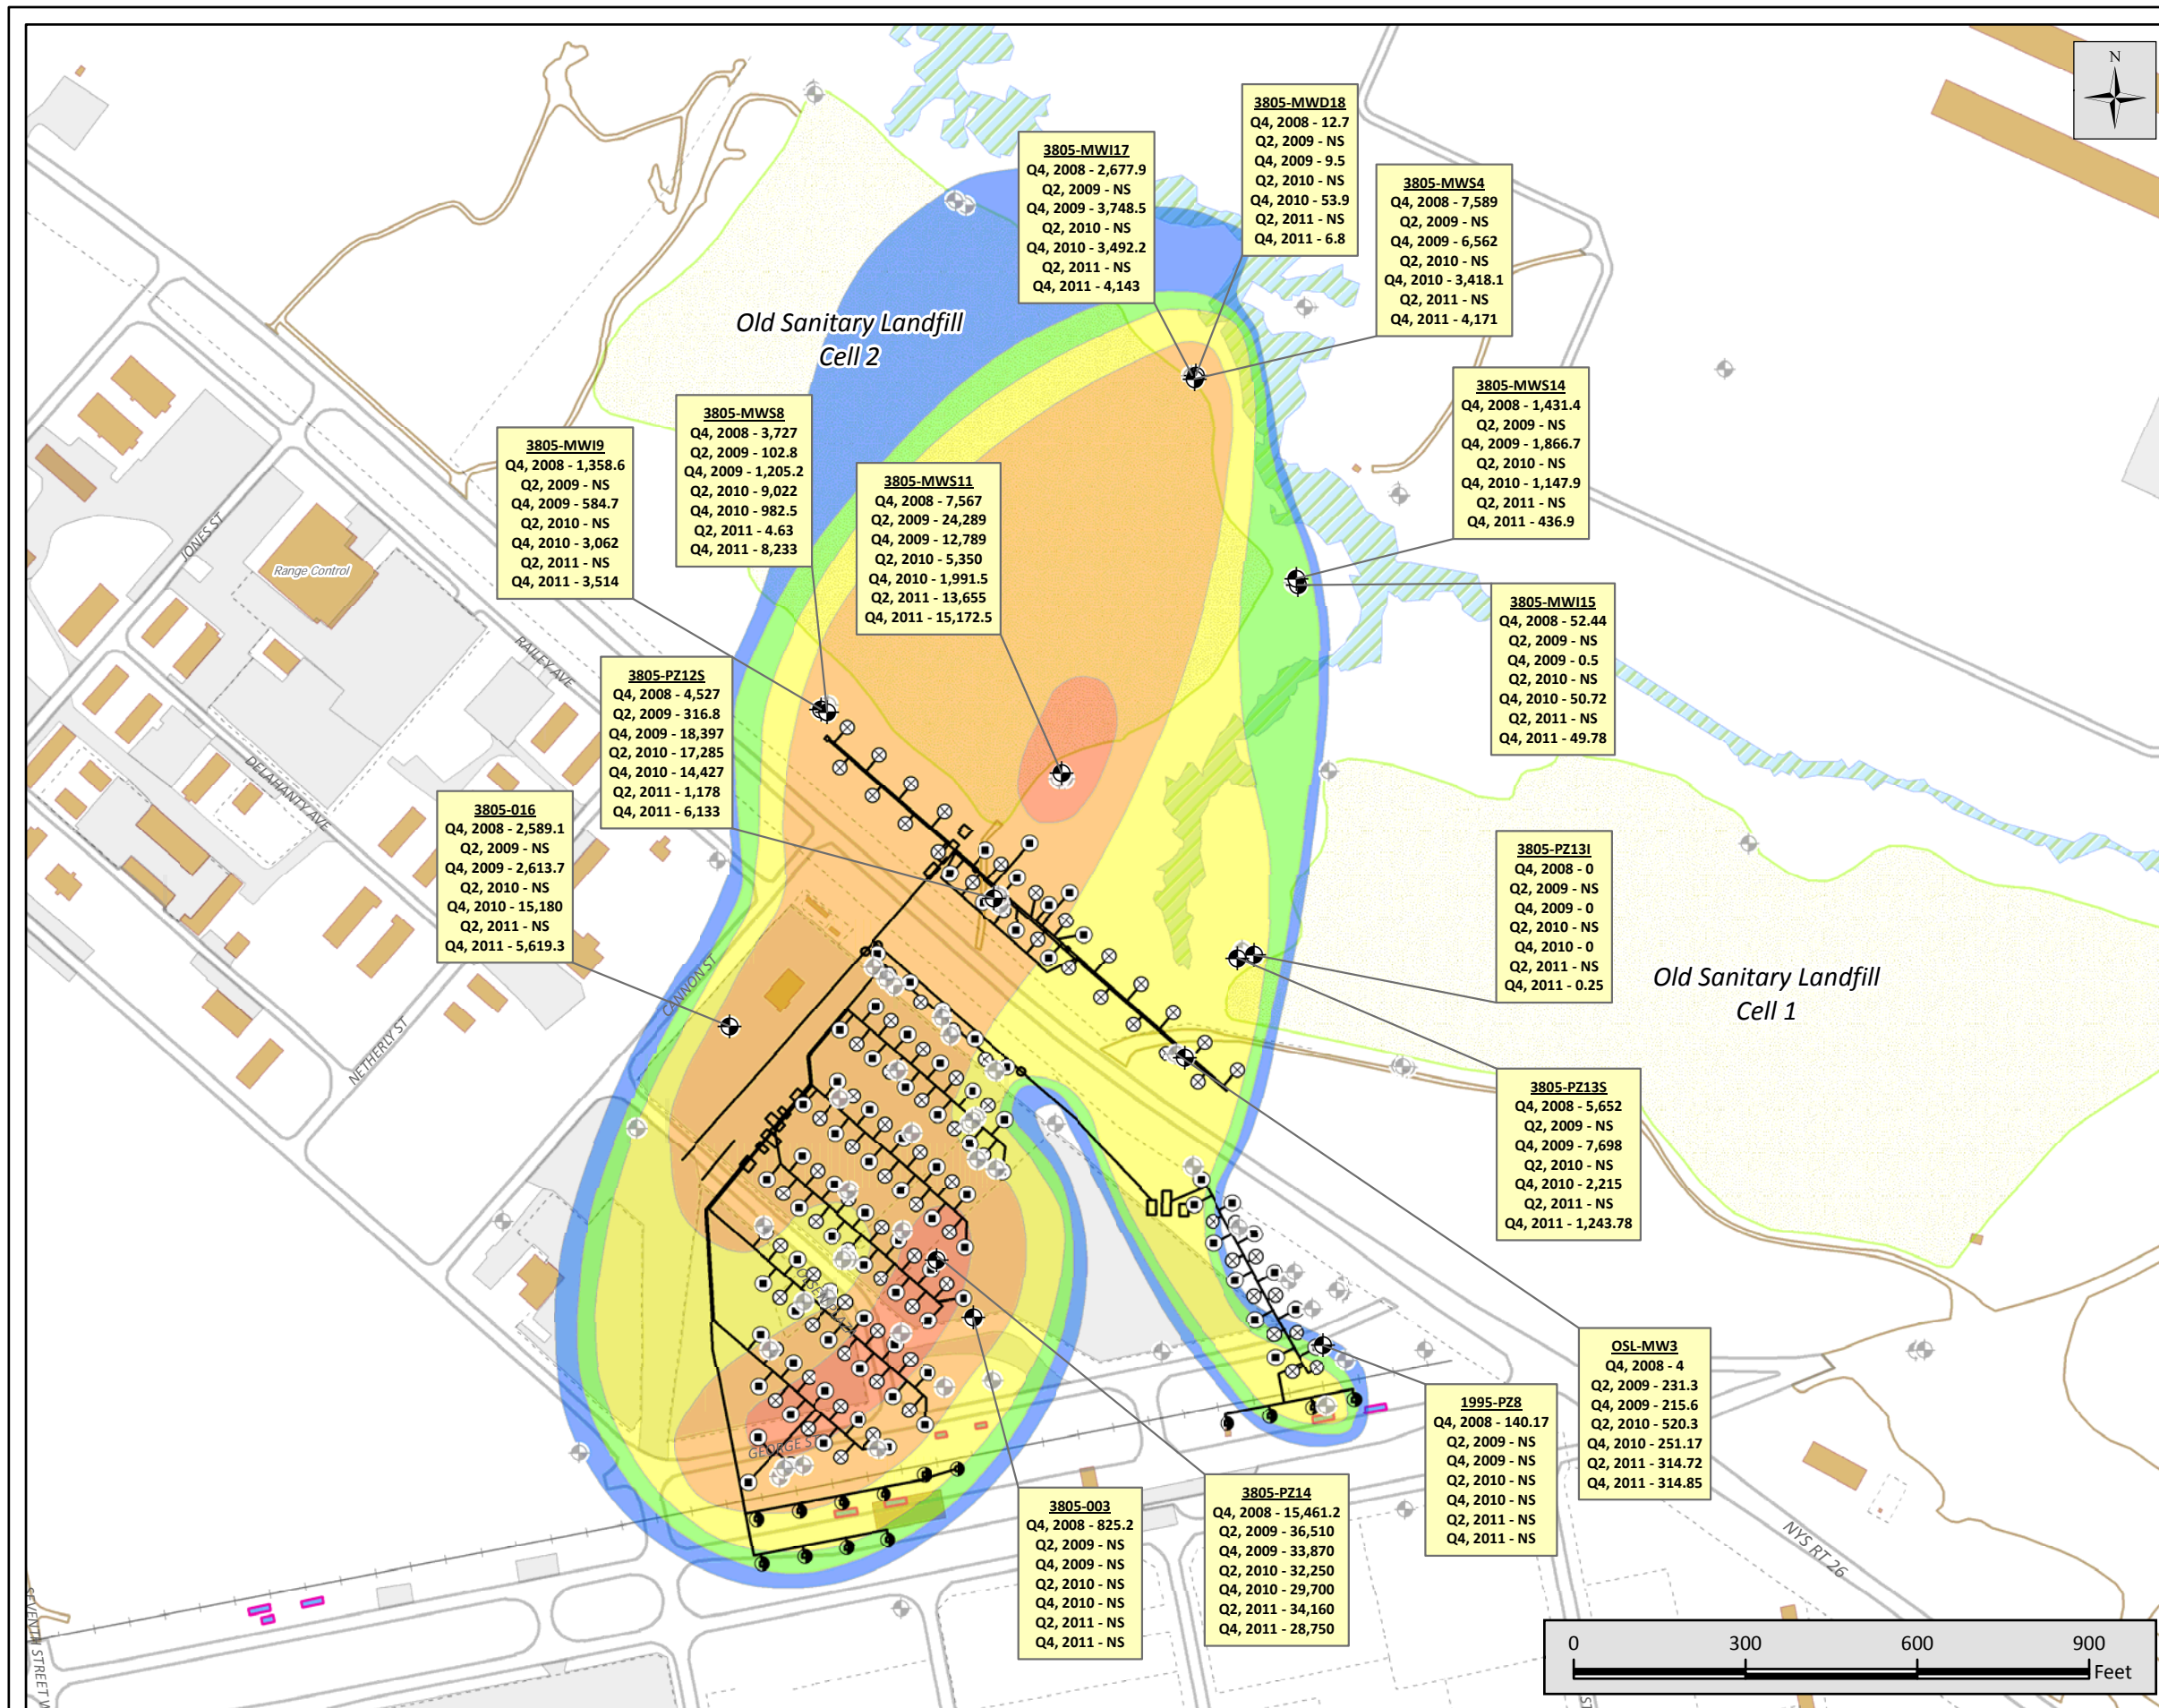 N
3805-MWD18
Q4, 2008 - 12.7
Q2, 2009 - NS
Q4, 2009 - 9.5
Q2, 2010 - NS
Q4, 2010 - 53.9
Q2, 2011 - NS
Q4, 2011 - 6.8
3805-MWI17
Q4, 2008 - 2,677.9
Q2, 2009 - NS
Q4, 2009 - 3,748.5
Q2, 2010 - NS
Q4, 2010 - 3,492.2
Q2, 2011 - NS
Q4, 2011 - 4,143
3805-MWS4
Q4, 2008 - 7,589
Q2, 2009 - NS
Q4, 2009 - 6,562
Q2, 2010 - NS
Q4, 2010 - 3,418.1
Q2, 2011 - NS
Q4, 2011 - 4,171
Old Sanitary Landfill
Cell 2
3805-MWS14
Q4, 2008 - 1,431.4
Q2, 2009 - NS
Q4, 2009 - 1,866.7
Q2, 2010 - NS
Q4, 2010 - 1,147.9
Q2, 2011 - NS
Q4, 2011 - 436.9
3805-MWS8
Q4, 2008 - 3,727
Q2, 2009 - 102.8
Q4, 2009 - 1,205.2
Q2, 2010 - 9,022
Q4, 2010 - 982.5
Q2, 2011 - 4.63
Q4, 2011 - 8,233
3805-MWI9
Q4, 2008 - 1,358.6
Q2, 2009 - NS
Q4, 2009 - 584.7
Q2, 2010 - NS
Q4, 2010 - 3,062
Q2, 2011 - NS
Q4, 2011 - 3,514
3805-MWS11
Q4, 2008 - 7,567
Q2, 2009 - 24,289
Q4, 2009 - 12,789
Q2, 2010 - 5,350
Q4, 2010 - 1,991.5
Q2, 2011 - 13,655
Q4, 2011 - 15,172.5
JONES ST
Range Control
3805-MWI15
Q4, 2008 - 52.44
Q2, 2009 - NS
Q4, 2009 - 0.5
Q2, 2010 - NS
Q4, 2010 - 50.72
Q2, 2011 - NS
Q4, 2011 - 49.78
RAILEY AVE
3805-PZ12S
Q4, 2008 - 4,527
Q2, 2009 - 316.8
Q4, 2009 - 18,397
Q2, 2010 - 17,285
Q4, 2010 - 14,427
Q2, 2011 - 1,178
Q4, 2011 - 6,133
DELAHANTY AVE
3805-016
Q4, 2008 - 2,589.1
Q2, 2009 - NS
Q4, 2009 - 2,613.7
Q2, 2010 - NS
Q4, 2010 - 15,180
Q2, 2011 - NS
Q4, 2011 - 5,619.3
3805-PZ13I
Q4, 2008 - 0
Q2, 2009 - NS
Q4, 2009 - 0
Q2, 2010 - NS
Q4, 2010 - 0
Q2, 2011 - NS
Q4, 2011 - 0.25
Old Sanitary Landfill
Cell 1
CANNON ST
NETHERLY ST
3805-PZ13S
Q4, 2008 - 5,652
Q2, 2009 - NS
Q4, 2009 - 7,698
Q2, 2010 - NS
Q4, 2010 - 2,215
Q2, 2011 - NS
Q4, 2011 - 1,243.78
OSL-MW3
Q4, 2008 - 4
Q2, 2009 - 231.3
Q4, 2009 - 215.6
Q2, 2010 - 520.3
Q4, 2010 - 251.17
Q2, 2011 - 314.72
Q4, 2011 - 314.85
1995-PZ8
Q4, 2008 - 140.17
Q2, 2009 - NS
Q4, 2009 - NS
Q2, 2010 - NS
Q4, 2010 - NS
Q2, 2011 - NS
Q4, 2011 - NS
GEORGE S
3805-PZ14
Q4, 2008 - 15,461.2
Q2, 2009 - 36,510
Q4, 2009 - 33,870
Q2, 2010 - 32,250
Q4, 2010 - 29,700
Q2, 2011 - 34,160
Q4, 2011 - 28,750
3805-003
Q4, 2008 - 825.2
Q2, 2009 - NS
Q4, 2009 - NS
Q2, 2010 - NS
Q4, 2010 - NS
Q2, 2011 - NS
Q4, 2011 - NS
NYS RT 26
SEVENTH STREET W
ST
0 300 600 900
Feet